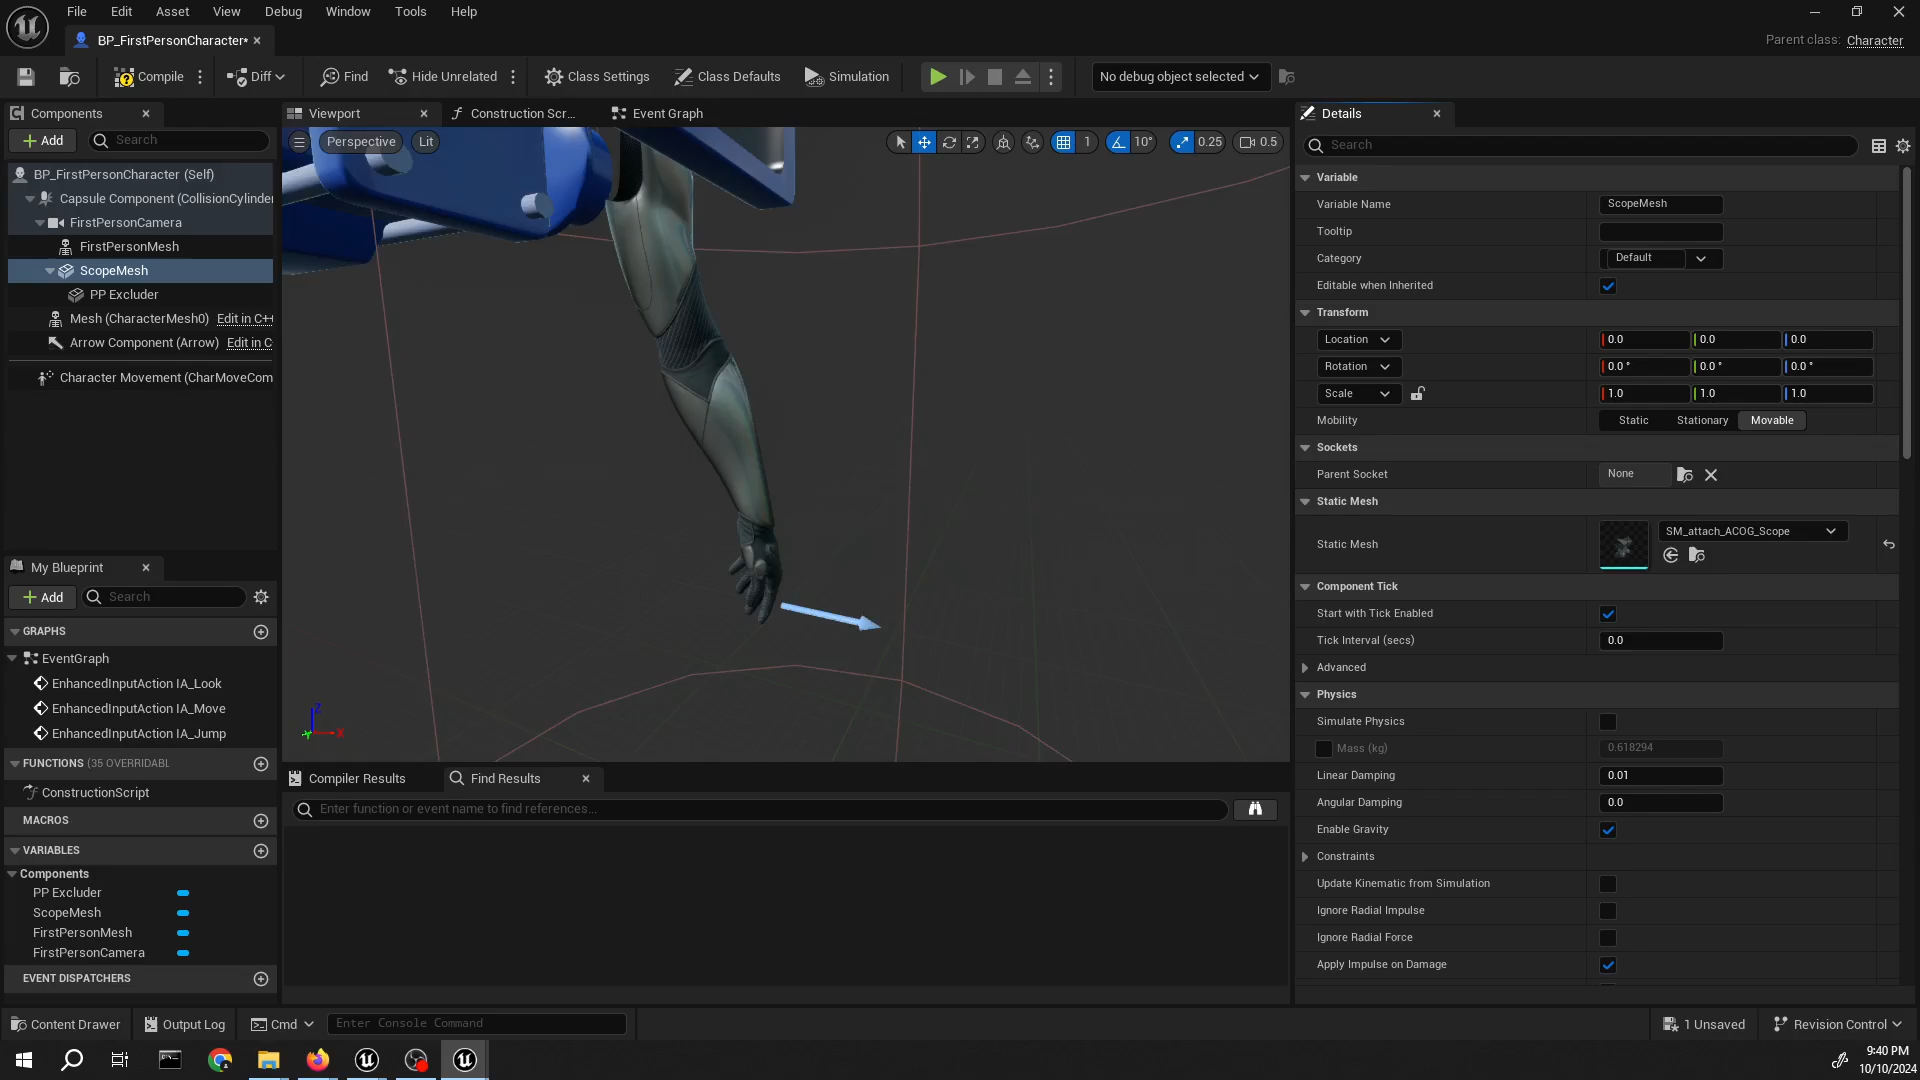 File Edit Asset View Debug Window Tools Help
BP_FirstPersonCharacter*
Parent class: Character
Compile Diff Find Hide Unrelated Class Settings Class Defaults Simulation No debug object selected
Components
Viewport Construction Scr... Event Graph
Details
Add Search
Perspective Lit 1 10° 0.25 0.5
Search
BP_FirstPersonCharacter (Self)
Capsule Component (CollisionCylinder
FirstPersonCamera
FirstPersonMesh
ScopeMesh
PP Excluder
Mesh (CharacterMesh0) Edit in C++
Arrow Component (Arrow) Edit in C
Character Movement (CharMoveCom
Variable
Variable Name ScopeMesh
Tooltip
Category Default
Editable when Inherited
Transform
Location 0.0 0.0 0.0
Rotation 0.0 ° 0.0 ° 0.0 °
Scale 1.0 1.0 1.0
Mobility Static Stationary Movable
Sockets
Parent Socket None
Static Mesh
Static Mesh SM_attach_ACOG_Scope
Component Tick
Start with Tick Enabled
Tick Interval (secs) 0.0
Advanced
Physics
Simulate Physics
Mass (kg) 0.618294
Linear Damping 0.01
Angular Damping 0.0
Enable Gravity
Constraints
Update Kinematic from Simulation
Ignore Radial Impulse
Ignore Radial Force
Apply Impulse on Damage
Z
X
My Blueprint
Add Search
GRAPHS
EventGraph
EnhancedInputAction IA_Look
EnhancedInputAction IA_Move
EnhancedInputAction IA_Jump
FUNCTIONS (35 OVERRIDABL
ConstructionScript
MACROS
VARIABLES
Components
PP Excluder
ScopeMesh
FirstPersonMesh
FirstPersonCamera
EVENT DISPATCHERS
Compiler Results Find Results
Enter function or event name to find references...
Content Drawer Output Log Cmd Enter Console Command 1 Unsaved Revision Control
9:40 PM
10/10/2024